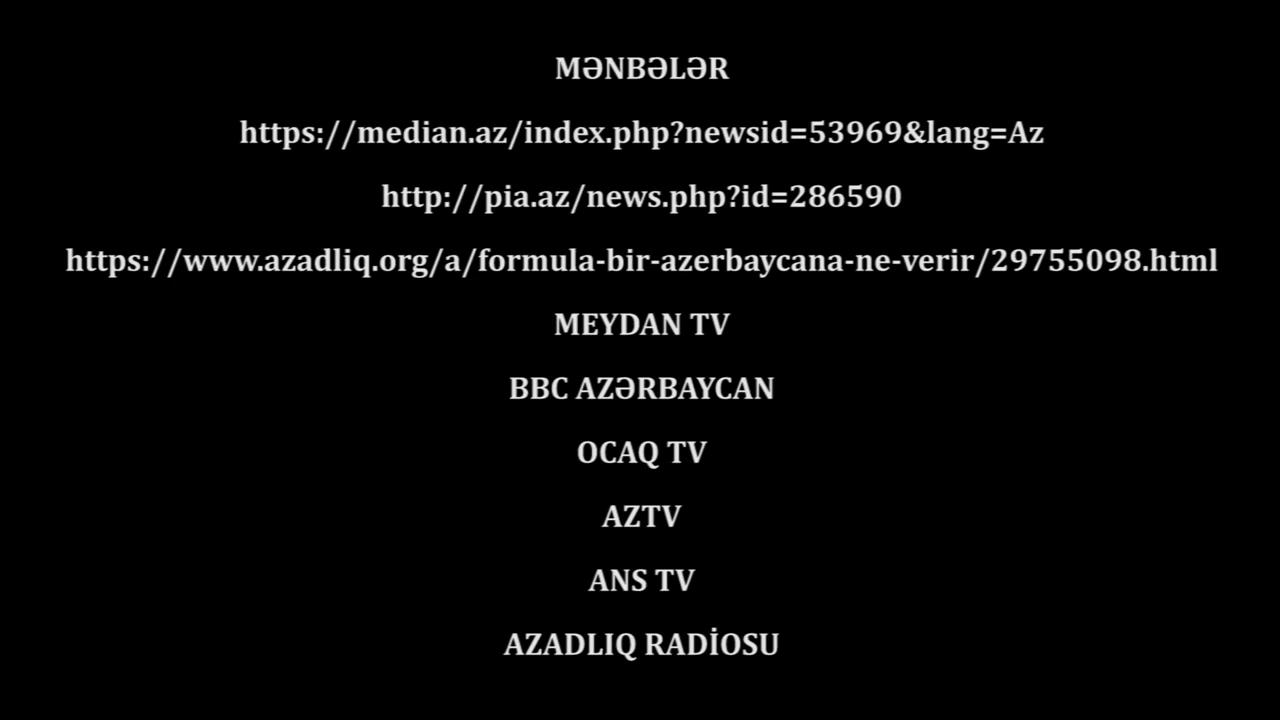 MƏNBƏLƏR
https://median.az/index.php?newsid=53969&lang=Az
http://pia.az/news.php?id=286590
https://www.azadliq.org/a/formula-bir-azerbaycana-ne-verir/29755098.html
MEYDAN TV
BBC AZƏRBAYCAN
OCAQ TV
AZTV
ANS TV
AZADLIQ RADİOSU